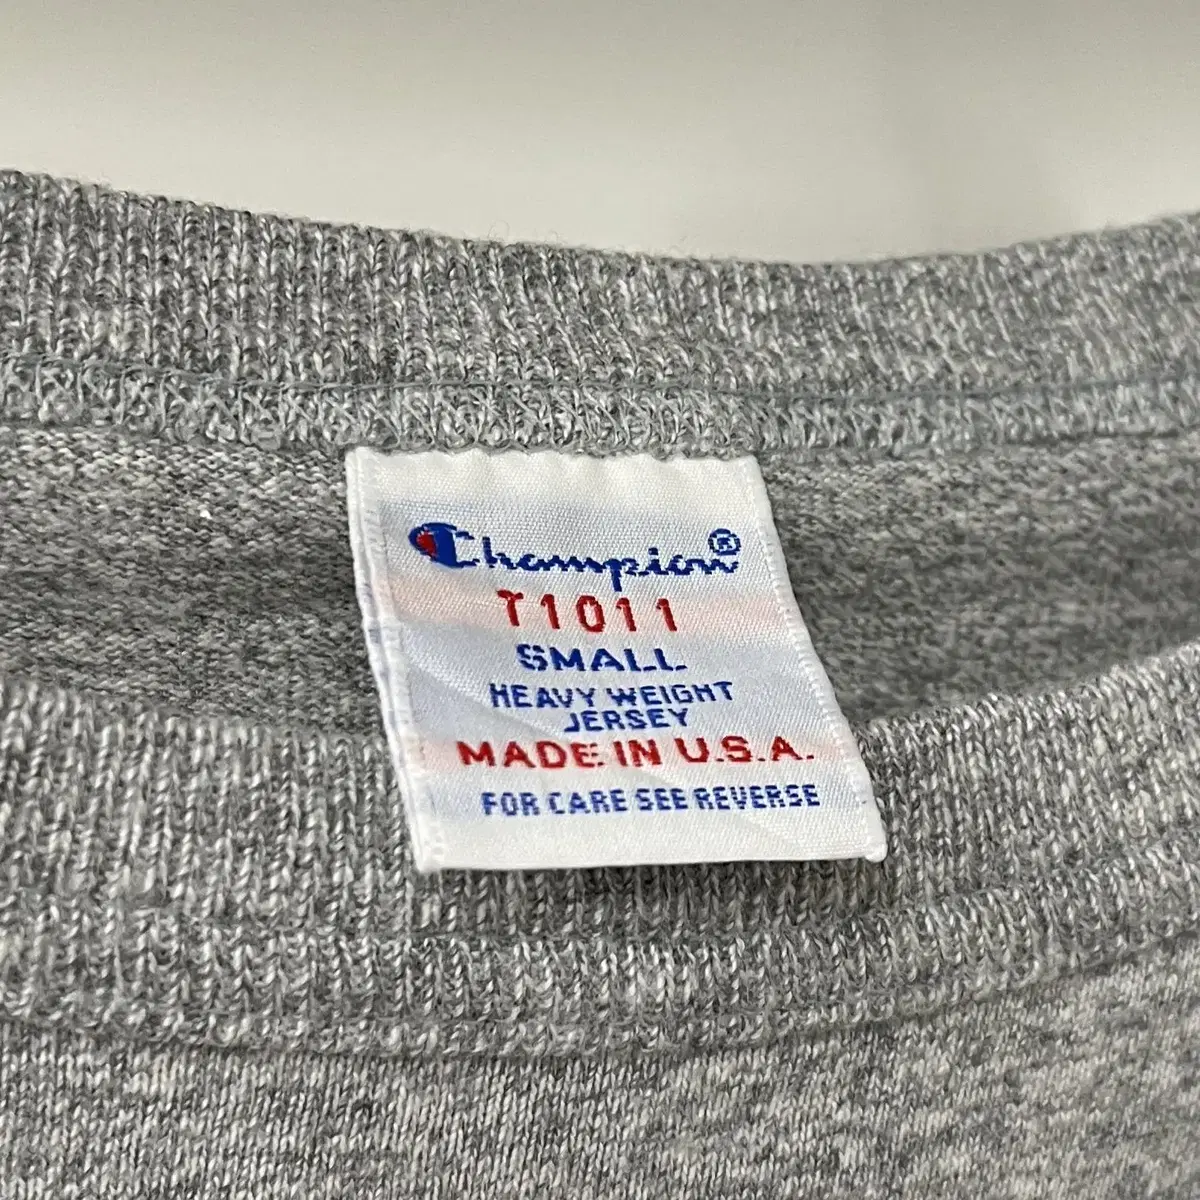 Champion®
T1011
SMALL
HEAVY WEIGHT
JERSEY
MADE IN U.S.A.
FOR CARE SEE REVERSE